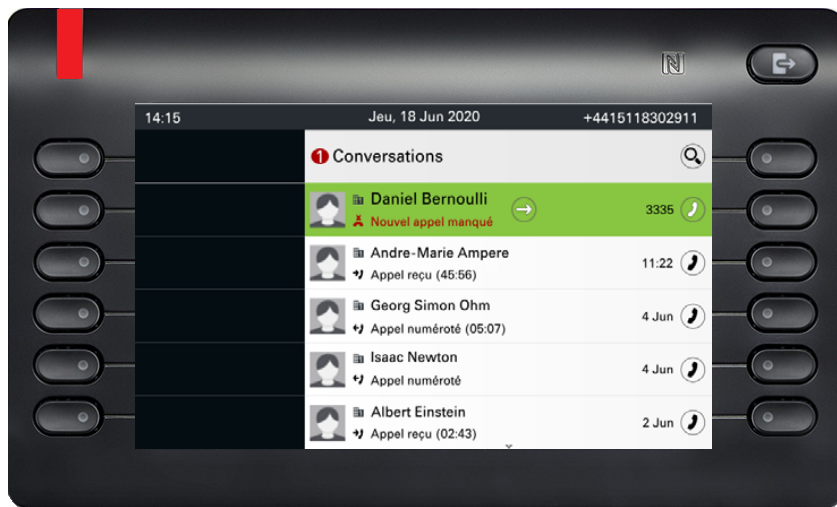 14:15 Jeu, 18 Jun 2020 +4415118302911
1 Conversations
Daniel Bernoulli 3335
Nouvel appel manqué
Andre-Marie Ampere 11:22
Appel reçu (45:56)
Georg Simon Ohm 4 Jun
Appel numéroté (05:07)
Isaac Newton 4 Jun
Appel numéroté
Albert Einstein 2 Jun
Appel reçu (02:43)